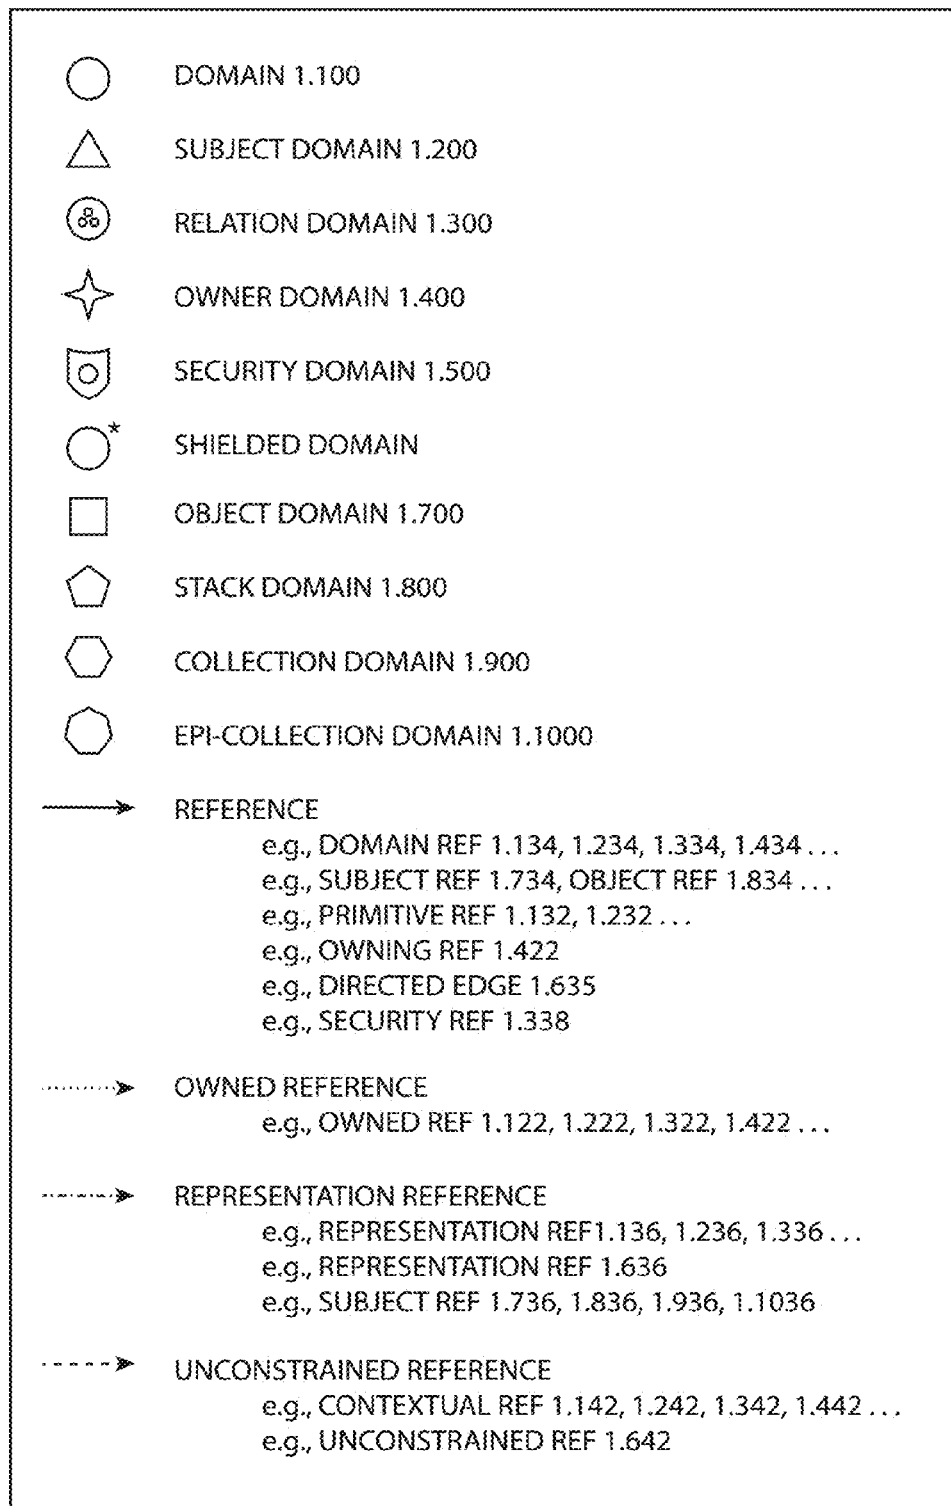 DOMAIN 1.100
SUBJECT DOMAIN 1.200
RELATION DOMAIN 1.300
OWNER DOMAIN 1.400
SECURITY DOMAIN 1.500
* SHIELDED DOMAIN
OBJECT DOMAIN 1.700
STACK DOMAIN 1.800
COLLECTION DOMAIN 1.900
EPI-COLLECTION DOMAIN 1.1000
REFERENCE
e.g., DOMAIN REF 1.134, 1.234, 1.334, 1.434 ...
e.g., SUBJECT REF 1.734, OBJECT REF 1.834 ...
e.g., PRIMITIVE REF 1.132, 1.232 ...
e.g., OWNING REF 1.422
e.g., DIRECTED EDGE 1.635
e.g., SECURITY REF 1.338
OWNED REFERENCE
e.g., OWNED REF 1.122, 1.222, 1.322, 1.422 ...
REPRESENTATION REFERENCE
e.g., REPRESENTATION REF1.136, 1.236, 1.336 ...
e.g., REPRESENTATION REF 1.636
e.g., SUBJECT REF 1.736, 1.836, 1.936, 1.1036
UNCONSTRAINED REFERENCE
e.g., CONTEXTUAL REF 1.142, 1.242, 1.342, 1.442 ...
e.g., UNCONSTRAINED REF 1.642